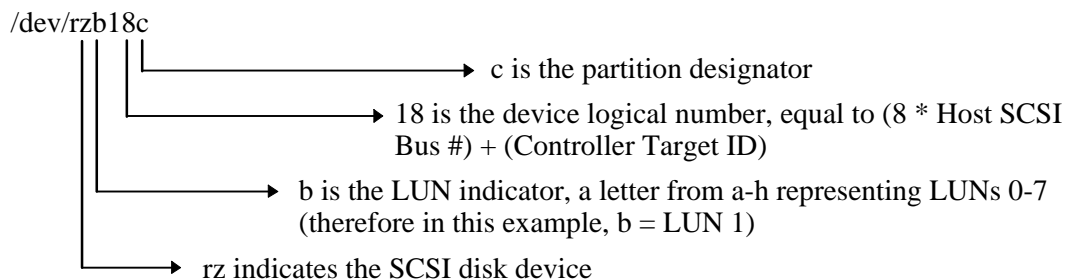 /dev/rzb18c
c is the partition designator
18 is the device logical number, equal to (8 * Host SCSI
Bus #) + (Controller Target ID)
b is the LUN indicator, a letter from a-h representing LUNs 0-7
(therefore in this example, b = LUN 1)
rz indicates the SCSI disk device